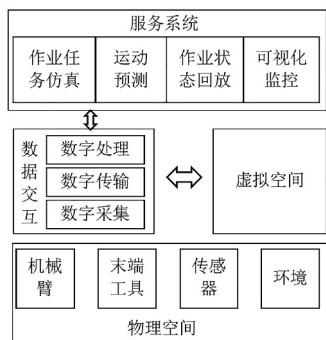 服务系统
作业任
务仿真
运动
预测
作业状
态回放
可视化
监控
数据交互
数字处理
数字传输
数字采集
虚拟空间
机械
臂
末端
工具
传感
器
环境
物理空间